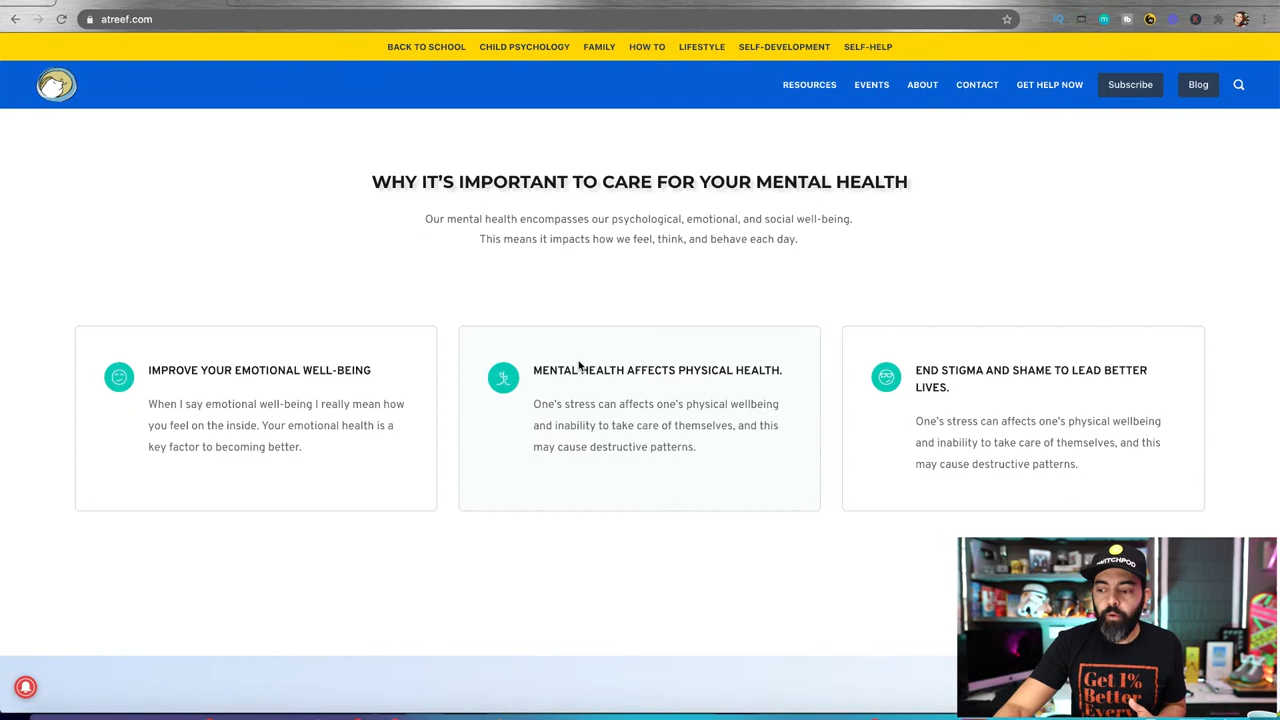 atreef.com
BACK TO SCHOOL CHILD PSYCHOLOGY FAMILY HOW TO LIFESTYLE SELF-DEVELOPMENT SELF-HELP
RESOURCES EVENTS ABOUT CONTACT GET HELP NOW Subscribe Blog
WHY IT’S IMPORTANT TO CARE FOR YOUR MENTAL HEALTH
Our mental health encompasses our psychological, emotional, and social well-being.
This means it impacts how we feel, think, and behave each day.
IMPROVE YOUR EMOTIONAL WELL-BEING
When I say emotional well-being I really mean how
you feel on the inside. Your emotional health is a
key factor to becoming better.
MENTAL HEALTH AFFECTS PHYSICAL HEALTH.
One’s stress can affects one’s physical wellbeing
and inability to take care of themselves, and this
may cause destructive patterns.
END STIGMA AND SHAME TO LEAD BETTER
LIVES.
One’s stress can affects one’s physical wellbeing
and inability to take care of themselves, and this
may cause destructive patterns.
SWITCHPOD
Get 1%
Better